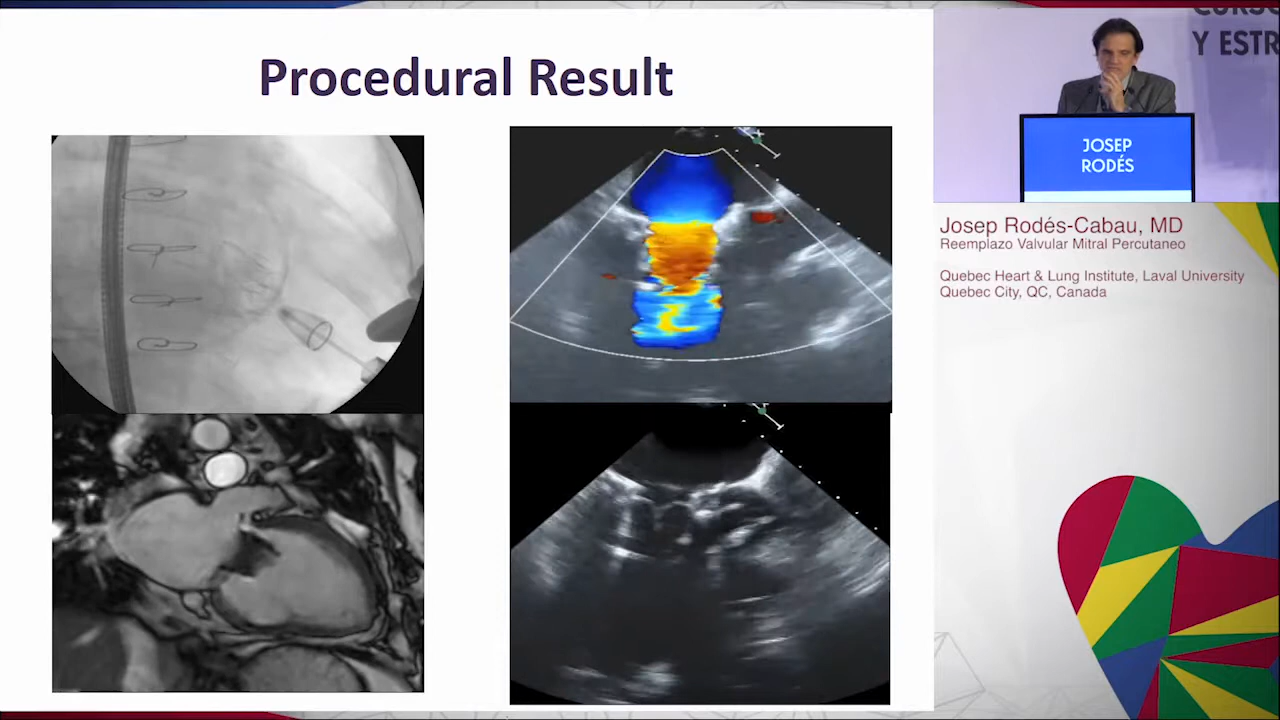 Procedural Result
Y ESTR
JOSEP
RODÉS
Josep Rodés-Cabau, MD
Reemplazo Valvular Mitral Percutaneo
Quebec Heart & Lung Institute, Laval University
Quebec City, QC, Canada